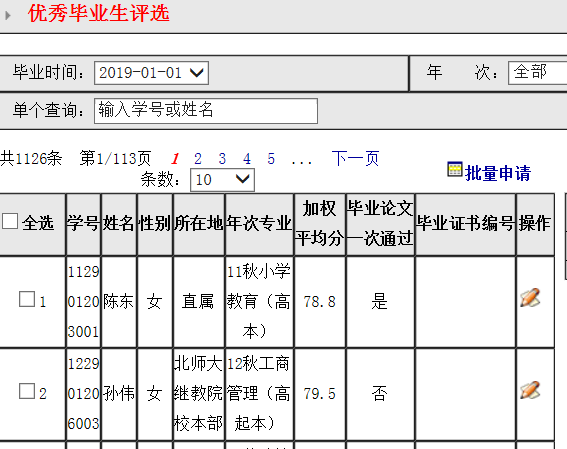 优秀毕业生评选
毕业时间： 2019-01-01 年 次： 全部
单个查询： 输入学号或姓名
共1126条 第1/113页 1 2 3 4 5 ... 下一页
条数： 10 批量申请
全选 学号 姓名 性别 所在地 年次专业 加权 毕业论文 毕业证书编号 操作
平均分 一次通过
1129 11秋小学
1 0120 陈东 女 直属 教育（高 78.8 是
3001 本）
1229 北师大 12秋工商
2 0120 孙伟 女 继教院 管理（高 79.5 否
6003 校本部 起本）